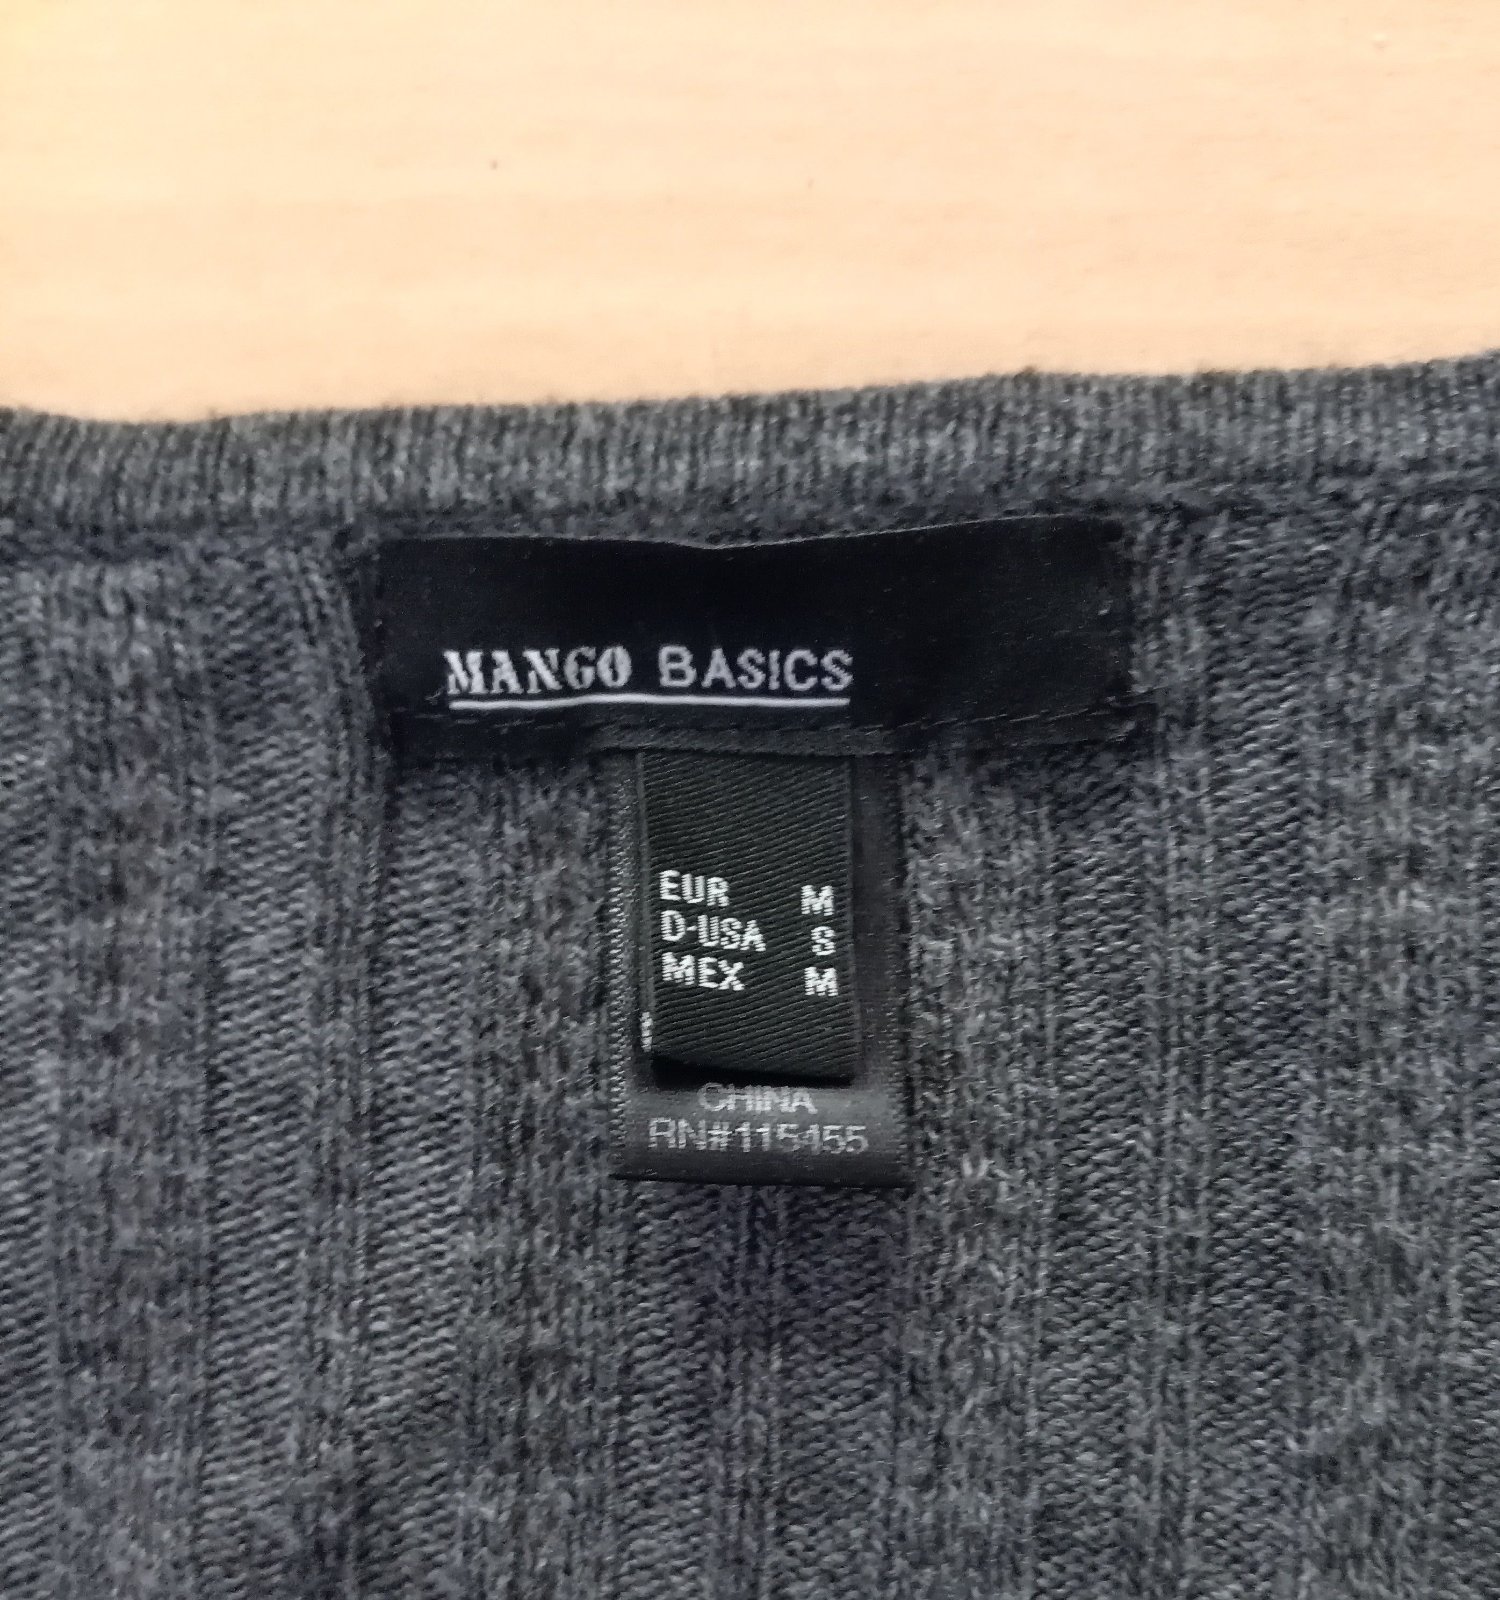 MANGO BASICS
EUR M
D-USA S
MEX M
CHINA
RN#115455